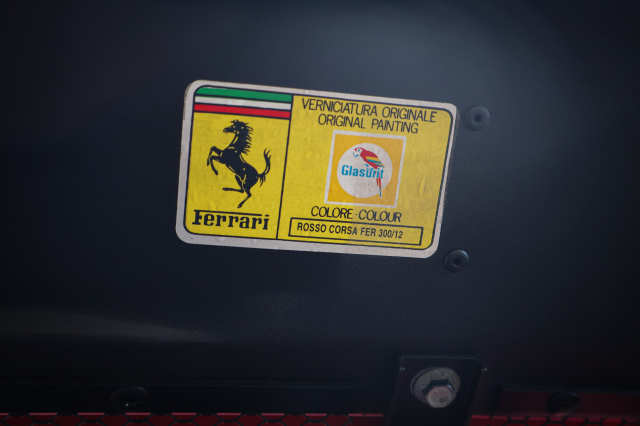 VERNICIATURA ORIGINALE
ORIGINAL PAINTING
Glasurit
COLORE-COLOUR
ROSSO CORSA FER 300/12
Ferrari